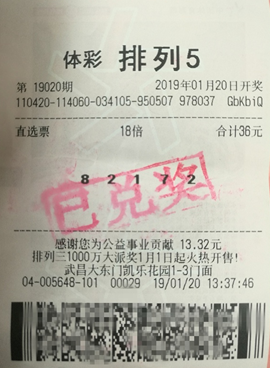 体彩 排列5
第 19020期 2019年01月20日开奖
110420-114060-034105-950507 978037 GbKbiQ
直选票 18倍 合计36元
8 2 1 7 2
已兑奖
感谢您为公益事业贡献 13.32元
排列三1000万大派奖1月1日起火热开售!
武昌大东门凯乐花园1-3门面
04-005648-101 00029 19/01/20 13:37:46